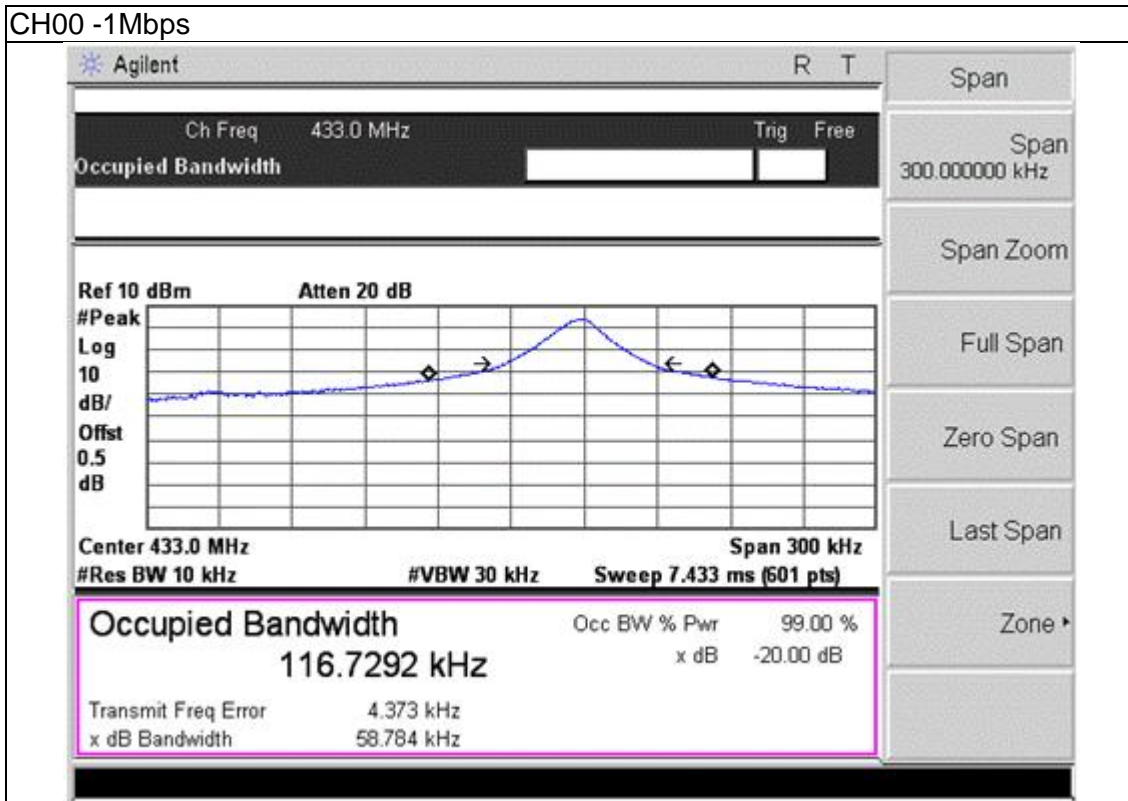 CH00 -1Mbps
Agilent R T
Span
Ch Freq 433.0 MHz Trig Free
Occupied Bandwidth
Span
300.000000 kHz
Span Zoom
Full Span
Zero Span
Last Span
Zone
Ref 10 dBm Atten 20 dB
#Peak
Log
10
dB/
Offst
0.5
dB
Center 433.0 MHz Span 300 kHz
#Res BW 10 kHz #VBW 30 kHz Sweep 7.433 ms (601 pts)
Occupied Bandwidth Occ BW % Pwr 99.00 %
116.7292 kHz x dB -20.00 dB
Transmit Freq Error 4.373 kHz
x dB Bandwidth 58.784 kHz